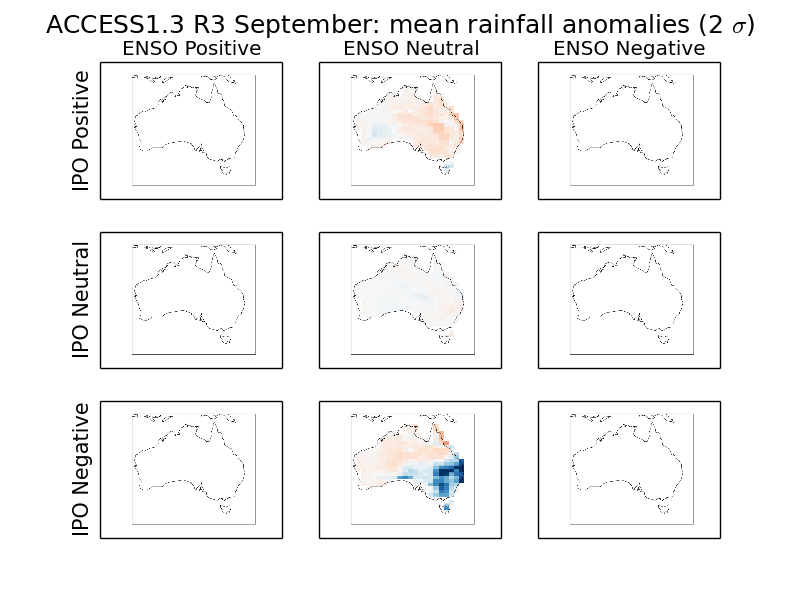 ACCESS1.3 R3 September: mean rainfall anomalies (2 σ)
ENSO Positive ENSO Neutral ENSO Negative
IPO Positive
IPO Neutral
IPO Negative